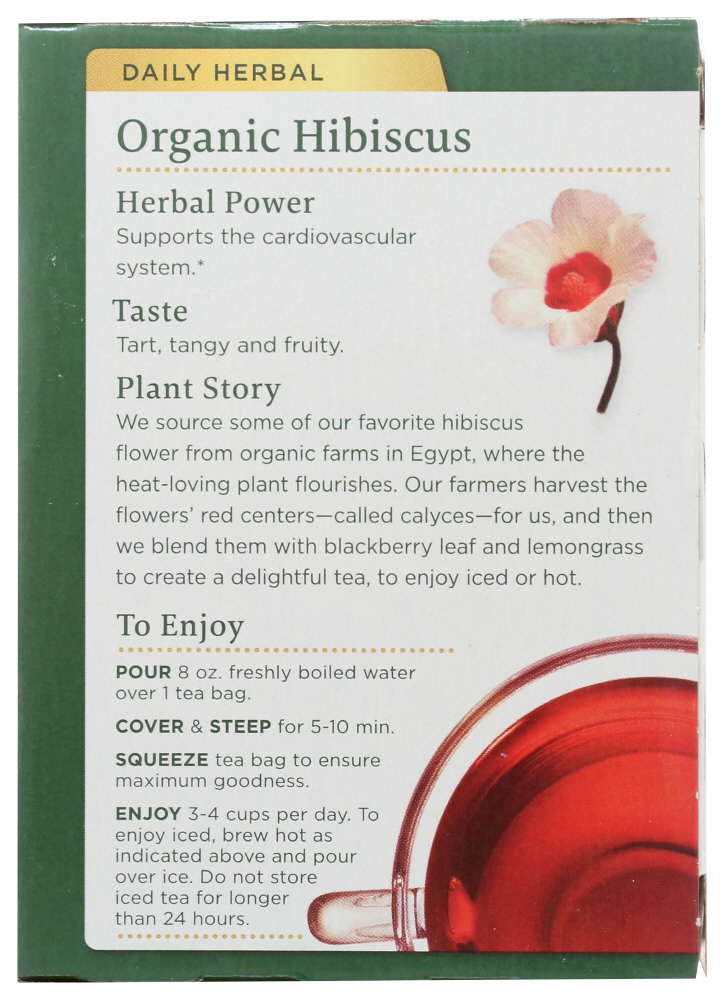 DAILY HERBAL
Organic Hibiscus
Herbal Power
Supports the cardiovascular
system.*
Taste
Tart, tangy and fruity.
Plant Story
We source some of our favorite hibiscus
flower from organic farms in Egypt, where the
heat-loving plant flourishes. Our farmers harvest the
flowers’ red centers—called calyces—for us, and then
we blend them with blackberry leaf and lemongrass
to create a delightful tea, to enjoy iced or hot.
To Enjoy
POUR 8 oz. freshly boiled water
over 1 tea bag.
COVER & STEEP for 5-10 min.
SQUEEZE tea bag to ensure
maximum goodness.
ENJOY 3-4 cups per day. To
enjoy iced, brew hot as
indicated above and pour
over ice. Do not store
iced tea for longer
than 24 hours.